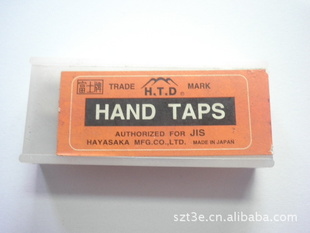 富士牌
TRADE MARK
H.T.D®
HAND TAPS
AUTHORIZED FOR JIS
HAYASAKA MFG.CO.,LTD. MADE IN JAPAN
szt3e.cn.alibaba.com